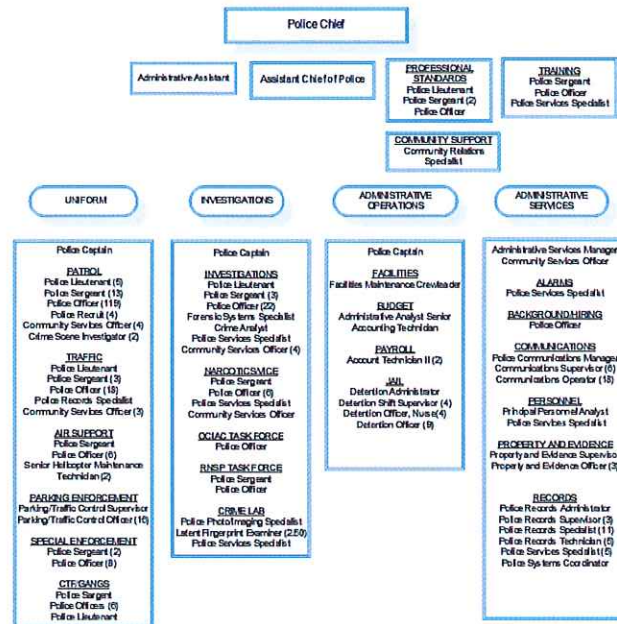 Police Chief
Administrative Assistant
Assistant Chief of Police
PROFESSIONAL
STANDARDS
Police Lieutenant
Police Sergeant (2)
Police Officer
TRAINING
Police Sergeant
Police Officer
Police Services Specialist
COMMUNITY SUPPORT
Community Relations
Specialist
UNIFORM
Police Captain
PATROL
Police Lieutenant (5)
Police Sergeant (13)
Police Officer (119)
Police Recruit (4)
Community Services Officer (4)
Crime Scene Investigator (2)
TRAFFIC
Police Lieutenant
Police Sergeant (3)
Police Officer (18)
Police Records Specialist
Community Services Officer (3)
AIR SUPPORT
Police Sergeant
Police Officer (6)
Senior Helicopter Maintenance
Technician (2)
PARKING ENFORCEMENT
Parking/Traffic Control Supervisor
Parking/Traffic Control Officer (16)
SPECIAL ENFORCEMENT
Police Sergeant (2)
Police Officer (8)
CTF/GANGS
Police Sargent
Police Officers (6)
Police Lieutenant
INVESTIGATIONS
Police Captain
INVESTIGATIONS
Police Lieutenant
Police Sergeant (3)
Police Officer (22)
Forensic Systems Specialist
Crime Analyst
Police Services Specialist
Community Services Officer (4)
NARCOTICS/VICE
Police Sergeant
Police Officer (6)
Police Services Specialist
Community Services Officer
OCIAC TASK FORCE
Police Officer
RNSP TASK FORCE
Police Sergeant
Police Officer
CRIME LAB
Police Photo/Imaging Specialist
Latent Fingerprint Examiner (2.50)
Police Services Specialist
ADMINISTRATIVE
OPERATIONS
Police Captain
FACILITIES
Facilities Maintenance Crewleader
BUDGET
Administrative Analyst Senior
Accounting Technician
PAYROLL
Account Technician II (2)
JAIL
Detention Administrator
Detention Shift Supervisor (4)
Detention Officer, Nurse (4)
Detention Officer (9)
ADMINISTRATIVE
SERVICES
Administrative Services Manager
Community Services Officer
ALARMS
Police Services Specialist
BACKGROUND/HIRING
Police Officer
COMMUNICATIONS
Police Communications Manager
Communications Supervisor (6)
Communications Operator (18)
PERSONNEL
Principal Personnel Analyst
Police Services Specialist
PROPERTY AND EVIDENCE
Property and Evidence Supervisor
Property and Evidence Officer (3)
RECORDS
Police Records Administrator
Police Records Supervisor (3)
Police Records Specialist (11)
Police Records Technician (6)
Police Services Specialist (5)
Police Systems Coordinator